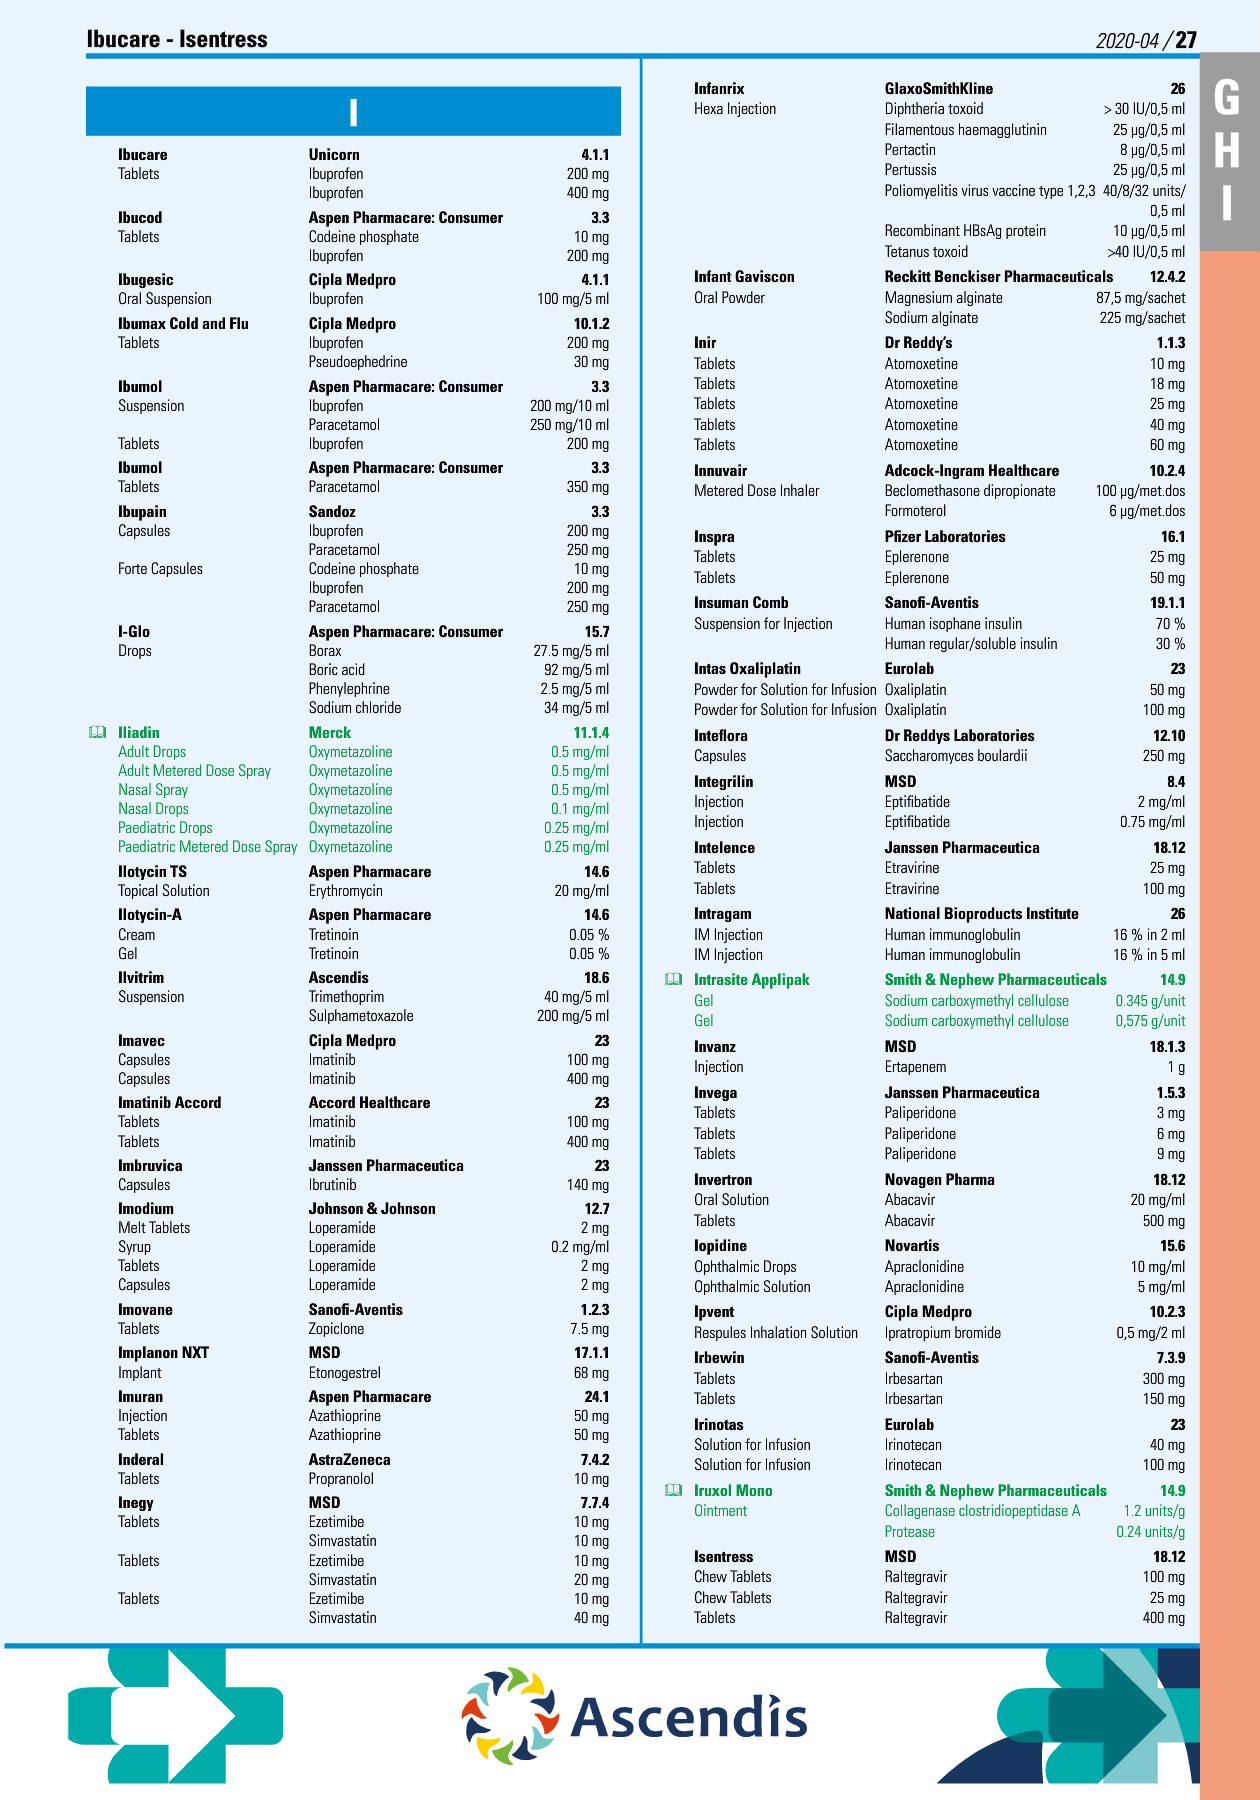 Ibucare - Isentress
2020-04 / 27
I
Ibucare Unicorn 4.1.1
Tablets Ibuprofen 200 mg
Ibuprofen 400 mg
Ibucod Aspen Pharmacare: Consumer 3.3
Tablets Codeine phosphate 10 mg
Ibuprofen 200 mg
Ibugesic Cipla Medpro 4.1.1
Oral Suspension Ibuprofen 100 mg/5 ml
Ibumax Cold and Flu Cipla Medpro 10.1.2
Tablets Ibuprofen 200 mg
Pseudoephedrine 30 mg
Ibumol Aspen Pharmacare: Consumer 3.3
Suspension Ibuprofen 200 mg/10 ml
Paracetamol 250 mg/10 ml
Tablets Ibuprofen 200 mg
Ibumol Aspen Pharmacare: Consumer 3.3
Tablets Paracetamol 350 mg
Ibupain Sandoz 3.3
Capsules Ibuprofen 200 mg
Paracetamol 250 mg
Forte Capsules Codeine phosphate 10 mg
Ibuprofen 200 mg
Paracetamol 250 mg
I-Glo Aspen Pharmacare: Consumer 15.7
Drops Borax 27.5 mg/5 ml
Boric acid 92 mg/5 ml
Phenylephrine 2.5 mg/5 ml
Sodium chloride 34 mg/5 ml
Iliadin Merck 11.1.4
Adult Drops Oxymetazoline 0.5 mg/ml
Adult Metered Dose Spray Oxymetazoline 0.5 mg/ml
Nasal Spray Oxymetazoline 0.5 mg/ml
Nasal Drops Oxymetazoline 0.1 mg/ml
Paediatric Drops Oxymetazoline 0.25 mg/ml
Paediatric Metered Dose Spray Oxymetazoline 0.25 mg/ml
Ilotycin TS Aspen Pharmacare 14.6
Topical Solution Erythromycin 20 mg/ml
Ilotycin-A Aspen Pharmacare 14.6
Cream Tretinoin 0.05 %
Gel Tretinoin 0.05 %
Ilvitrim Ascendis 18.6
Suspension Trimethoprim 40 mg/5 ml
Sulphametoxazole 200 mg/5 ml
Imavec Cipla Medpro 23
Capsules Imatinib 100 mg
Capsules Imatinib 400 mg
Imatinib Accord Accord Healthcare 23
Tablets Imatinib 100 mg
Tablets Imatinib 400 mg
Imbruvica Janssen Pharmaceutica 23
Capsules Ibrutinib 140 mg
Imodium Johnson & Johnson 12.7
Melt Tablets Loperamide 2 mg
Syrup Loperamide 0.2 mg/ml
Tablets Loperamide 2 mg
Capsules Loperamide 2 mg
Imovane Sanofi-Aventis 1.2.3
Tablets Zopiclone 7.5 mg
Implanon NXT MSD 17.1.1
Implant Etonogestrel 68 mg
Imuran Aspen Pharmacare 24.1
Injection Azathioprine 50 mg
Tablets Azathioprine 50 mg
Inderal AstraZeneca 7.4.2
Tablets Propranolol 10 mg
Inegy MSD 7.7.4
Tablets Ezetimibe 10 mg
Simvastatin 10 mg
Tablets Ezetimibe 10 mg
Simvastatin 20 mg
Tablets Ezetimibe 10 mg
Simvastatin 40 mg
Infanrix GlaxoSmithKline 26
Hexa Injection Diphtheria toxoid > 30 IU/0,5 ml
Filamentous haemagglutinin 25 µg/0,5 ml
Pertactin 8 µg/0,5 ml
Pertussis 25 µg/0,5 ml
Poliomyelitis virus vaccine type 1,2,3 40/8/32 units/
0,5 ml
Recombinant HBsAg protein 10 µg/0,5 ml
Tetanus toxoid >40 IU/0,5 ml
Infant Gaviscon Reckitt Benckiser Pharmaceuticals 12.4.2
Oral Powder Magnesium alginate 87,5 mg/sachet
Sodium alginate 225 mg/sachet
Inir Dr Reddy’s 1.1.3
Tablets Atomoxetine 10 mg
Tablets Atomoxetine 18 mg
Tablets Atomoxetine 25 mg
Tablets Atomoxetine 40 mg
Tablets Atomoxetine 60 mg
Innuvair Adcock-Ingram Healthcare 10.2.4
Metered Dose Inhaler Beclomethasone dipropionate 100 µg/met.dos
Formoterol 6 µg/met.dos
Inspra Pfizer Laboratories 16.1
Tablets Eplerenone 25 mg
Tablets Eplerenone 50 mg
Insuman Comb Sanofi-Aventis 19.1.1
Suspension for Injection Human isophane insulin 70 %
Human regular/soluble insulin 30 %
Intas Oxaliplatin Eurolab 23
Powder for Solution for Infusion Oxaliplatin 50 mg
Powder for Solution for Infusion Oxaliplatin 100 mg
Inteflora Dr Reddys Laboratories 12.10
Capsules Saccharomyces boulardii 250 mg
Integrilin MSD 8.4
Injection Eptifibatide 2 mg/ml
Injection Eptifibatide 0.75 mg/ml
Intelence Janssen Pharmaceutica 18.12
Tablets Etravirine 25 mg
Tablets Etravirine 100 mg
Intragam National Bioproducts Institute 26
IM Injection Human immunoglobulin 16 % in 2 ml
IM Injection Human immunoglobulin 16 % in 5 ml
Intrasite Applipak Smith & Nephew Pharmaceuticals 14.9
Gel Sodium carboxymethyl cellulose 0.345 g/unit
Gel Sodium carboxymethyl cellulose 0,575 g/unit
Invanz MSD 18.1.3
Injection Ertapenem 1 g
Invega Janssen Pharmaceutica 1.5.3
Tablets Paliperidone 3 mg
Tablets Paliperidone 6 mg
Tablets Paliperidone 9 mg
Invertron Novagen Pharma 18.12
Oral Solution Abacavir 20 mg/ml
Tablets Abacavir 500 mg
Iopidine Novartis 15.6
Ophthalmic Drops Apraclonidine 10 mg/ml
Ophthalmic Solution Apraclonidine 5 mg/ml
Ipvent Cipla Medpro 10.2.3
Respules Inhalation Solution Ipratropium bromide 0,5 mg/2 ml
Irbewin Sanofi-Aventis 7.3.9
Tablets Irbesartan 300 mg
Tablets Irbesartan 150 mg
Irinotas Eurolab 23
Solution for Infusion Irinotecan 40 mg
Solution for Infusion Irinotecan 100 mg
Iruxol Mono Smith & Nephew Pharmaceuticals 14.9
Ointment Collagenase clostridiopeptidase A 1.2 units/g
Protease 0.24 units/g
Isentress MSD 18.12
Chew Tablets Raltegravir 100 mg
Chew Tablets Raltegravir 25 mg
Tablets Raltegravir 400 mg
G
H
I
Ascendis